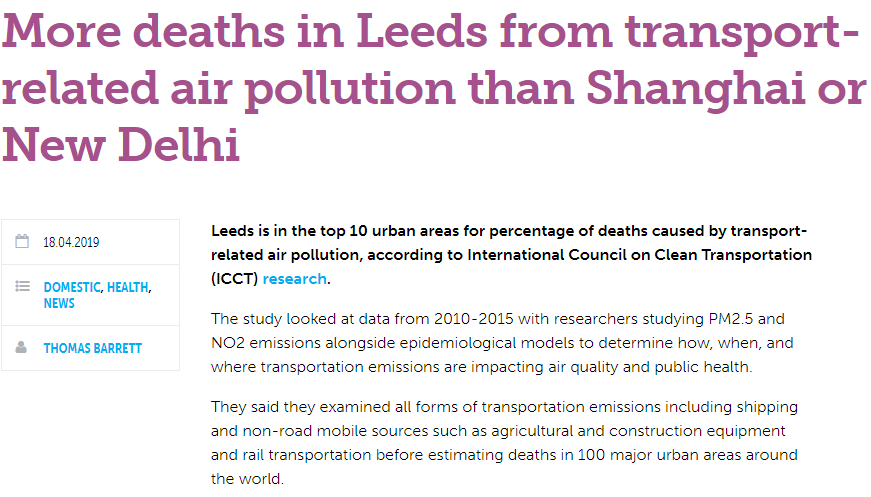 More deaths in Leeds from transport-
related air pollution than Shanghai or
New Delhi
18.04.2019
DOMESTIC, HEALTH,
NEWS
THOMAS BARRETT
Leeds is in the top 10 urban areas for percentage of deaths caused by transport-
related air pollution, according to International Council on Clean Transportation
(ICCT) research.
The study looked at data from 2010-2015 with researchers studying PM2.5 and
NO2 emissions alongside epidemiological models to determine how, when, and
where transportation emissions are impacting air quality and public health.
They said they examined all forms of transportation emissions including shipping
and non-road mobile sources such as agricultural and construction equipment
and rail transportation before estimating deaths in 100 major urban areas around
the world.